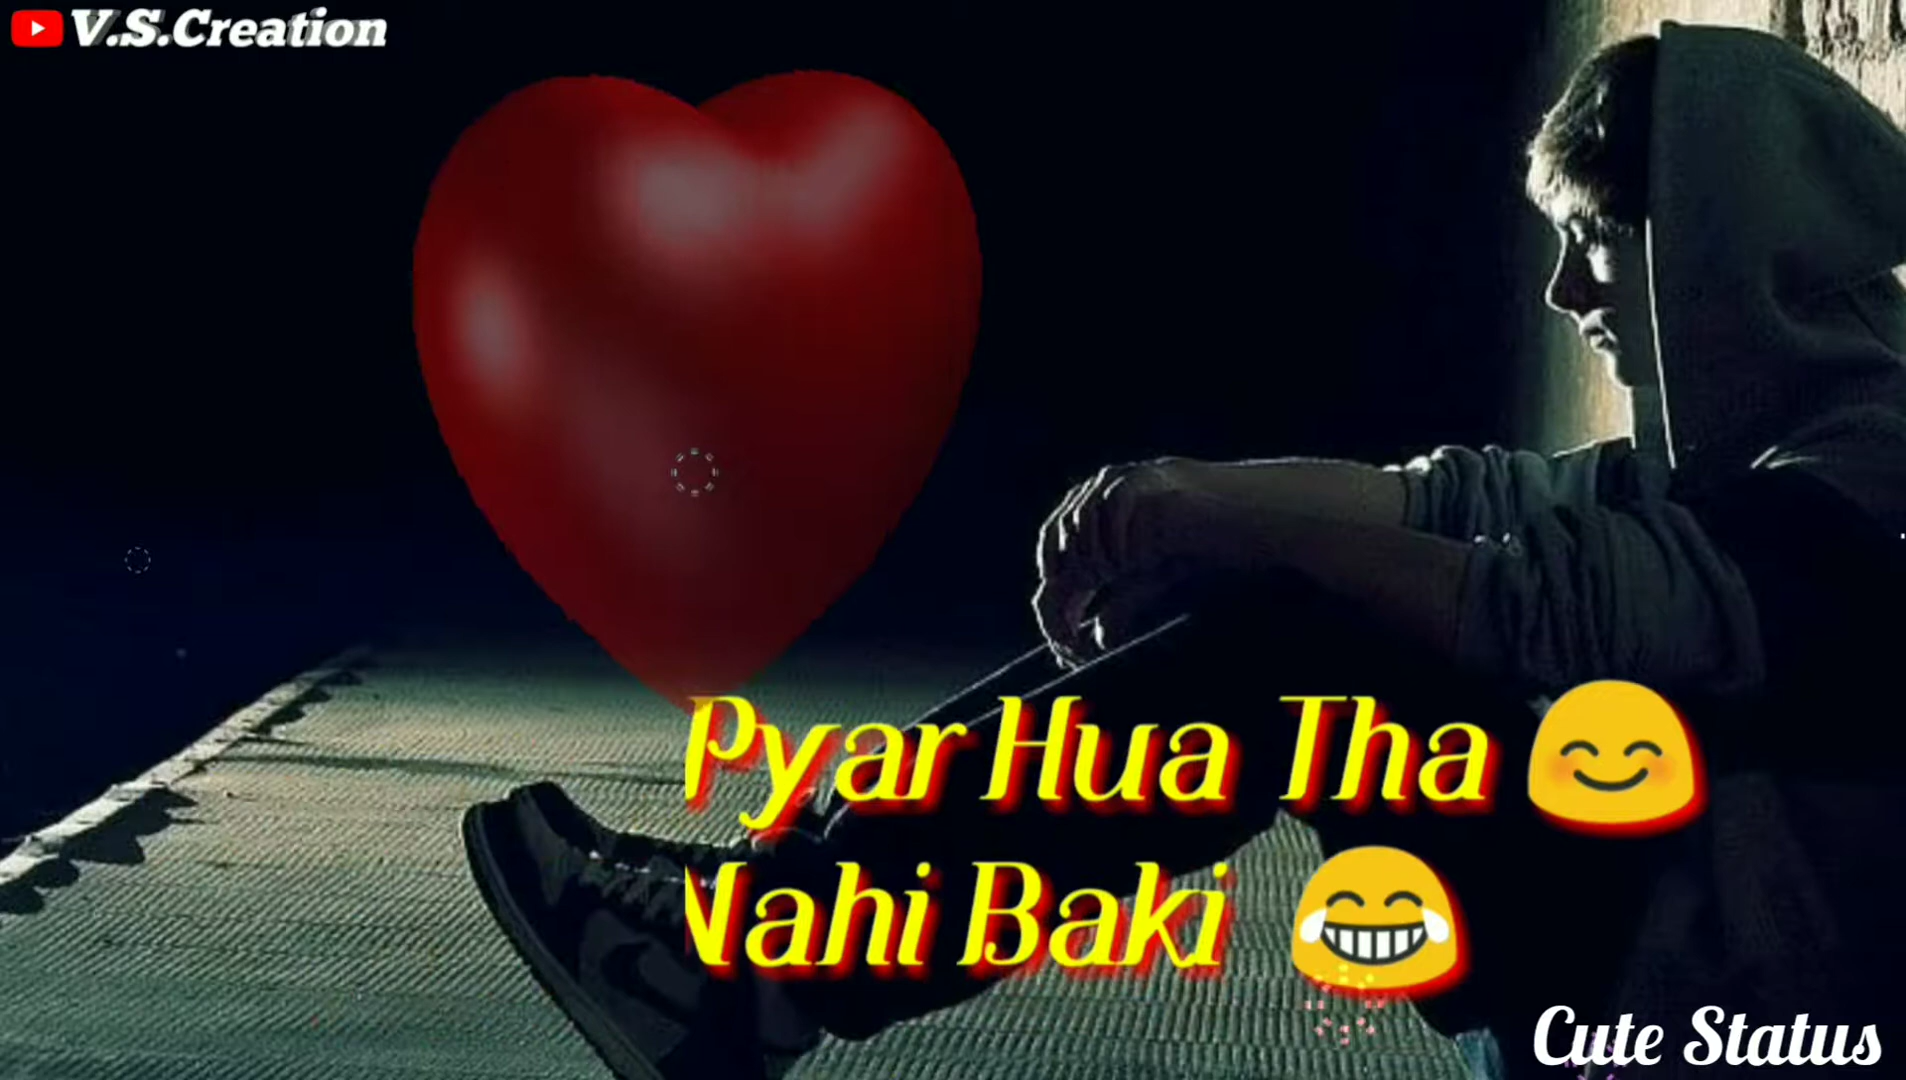 V.S.Creation
Pyar Hua Tha 😊
Nahi Baki 😂
Cute Status